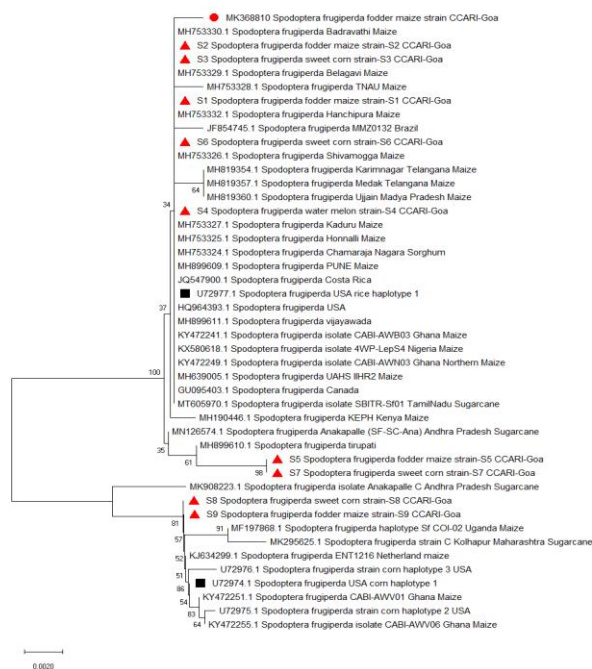 MK368810 Spodoptera frugiperda fodder maize strain CCARI-Goa
MH753330.1 Spodoptera frugiperda Badravathi Maize
S2 Spodoptera frugiperda fodder maize strain-S2 CCARI-Goa
S3 Spodoptera frugiperda sweet corn strain-S3 CCARI-Goa
MH753329.1 Spodoptera frugiperda Belagavi Maize
MH753328.1 Spodoptera frugiperda TNAU Maize
S1 Spodoptera frugiperda fodder maize strain-S1 CCARI-Goa
MH753332.1 Spodoptera frugiperda Hanchipura Maize
JF854745.1 Spodoptera frugiperda MMZ0132 Brazil
S6 Spodoptera frugiperda sweet corn strain-S6 CCARI-Goa
MH753326.1 Spodoptera frugiperda Shivamogga Maize
MH819354.1 Spodoptera frugiperda Karimnagar Telangana Maize
MH819357.1 Spodoptera frugiperda Medak Telangana Maize
MH819360.1 Spodoptera frugiperda Ujjain Madya Pradesh Maize
64
S4 Spodoptera frugiperda water melon strain-S4 CCARI-Goa
34
MH753327.1 Spodoptera frugiperda Kaduru Maize
MH753325.1 Spodoptera frugiperda Honnalli Maize
MH753324.1 Spodoptera frugiperda Chamaraja Nagara Sorghum
MH899609.1 Spodoptera frugiperda PUNE Maize
JQ547900.1 Spodoptera frugiperda Costa Rica
U72977.1 Spodoptera frugiperda USA rice haplotype 1
37
HQ964393.1 Spodoptera frugiperda USA
MH899611.1 Spodoptera frugiperda vijayawada
KY472241.1 Spodoptera frugiperda isolate CABI-AWB03 Ghana Maize
KX580618.1 Spodoptera frugiperda isolate 4WP-LepS4 Nigeria Maize
KY472249.1 Spodoptera frugiperda isolate CABI-AWN03 Ghana Northern Maize
100
MH639005.1 Spodoptera frugiperda UAHS IIHR2 Maize
GU095403.1 Spodoptera frugiperda Canada
MT605970.1 Spodoptera frugiperda isolate SBITR-Sf01 TamilNadu Sugarcane
MH190446.1 Spodoptera frugiperda KEPH Kenya Maize
MN126574.1 Spodoptera frugiperda Anakapalle (SF-SC-Ana) Andhra Pradesh Sugarcane
35
MH899610.1 Spodoptera frugiperda tirupati
61
S5 Spodoptera frugiperda fodder maize strain-S5 CCARI-Goa
98
S7 Spodoptera frugiperda sweet corn strain-S7 CCARI-Goa
MK908223.1 Spodoptera frugiperda isolate Anakapalle C Andhra Pradesh Sugarcane
S8 Spodoptera frugiperda sweet corn strain-S8 CCARI-Goa
81
S9 Spodoptera frugiperda fodder maize strain-S9 CCARI-Goa
91
MF197868.1 Spodoptera frugiperda haplotype Sf COI-02 Uganda Maize
57
MK295625.1 Spodoptera frugiperda strain C Kolhapur Maharashtra Sugarcane
52
KJ634299.1 Spodoptera frugiperda ENT1216 Netherland maize
51
U72976.1 Spodoptera frugiperda strain corn haplotype 3 USA
86
U72974.1 Spodoptera frugiperda USA corn haplotype 1
54
KY472251.1 Spodoptera frugiperda CABI-AWV01 Ghana Maize
83
U72975.1 Spodoptera frugiperda strain corn haplotype 2 USA
64
KY472255.1 Spodoptera frugiperda isolate CABI-AWV06 Ghana Maize
0.0020